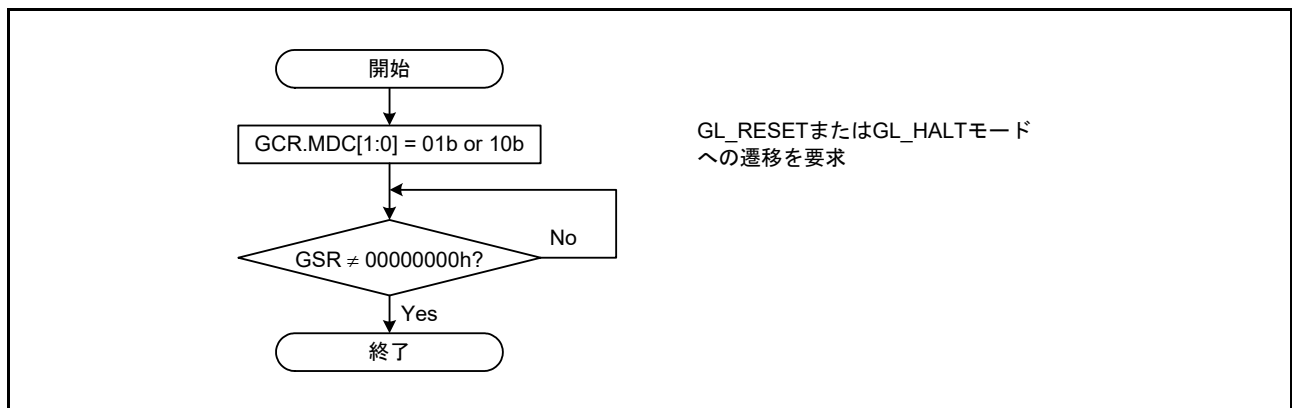 開始
GCR.MDC[1:0] = 01b or 10b
GL_RESETまたはGL_HALTモード
への遷移を要求
No
GSR ≠ 00000000h?
Yes
終了